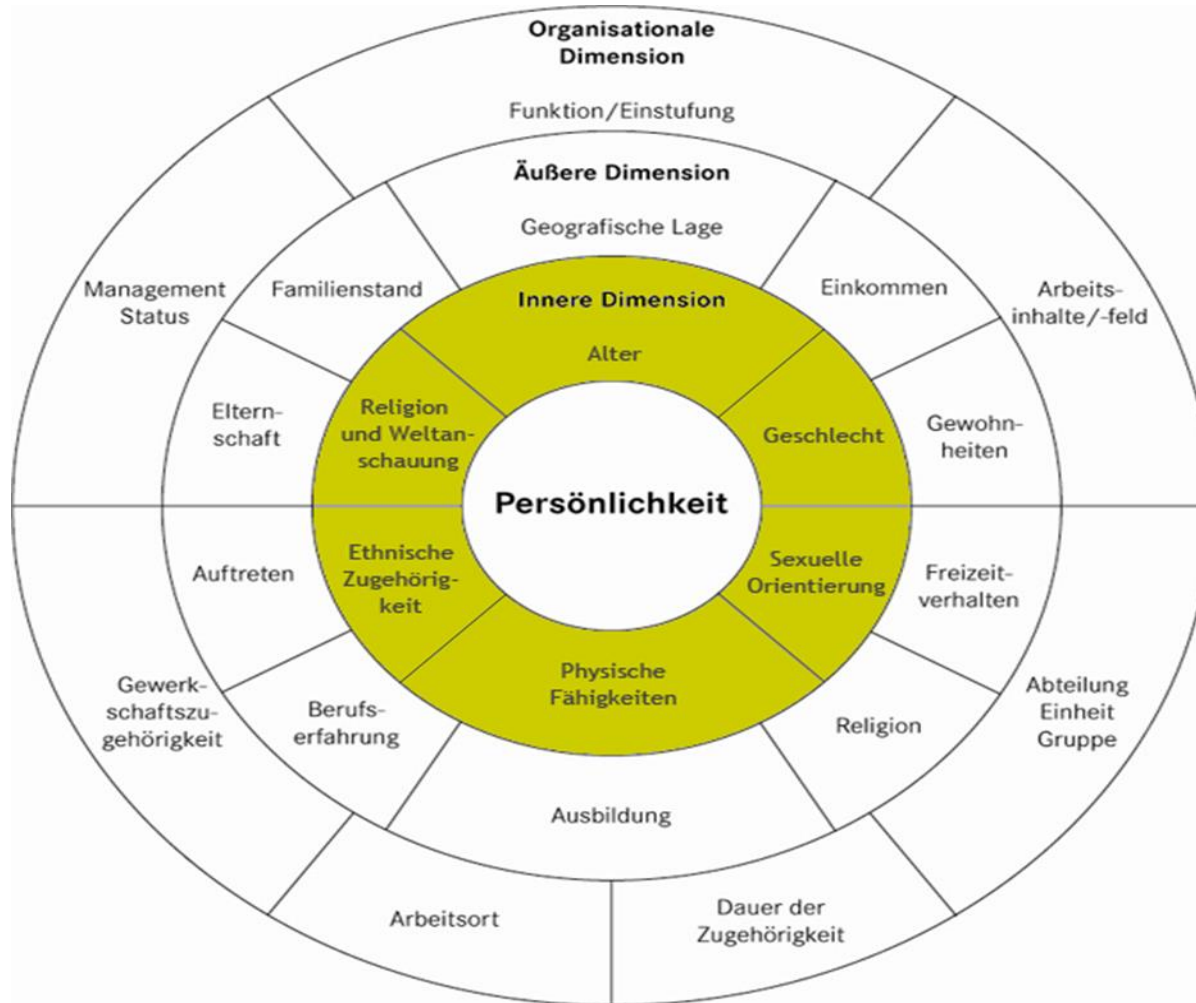 Organisationale
Dimension
Funktion/Einstufung
Äußere Dimension
Geografische Lage
Management
Status
Familienstand
Innere Dimension
Alter
Einkommen
Arbeits-
inhalte/-feld
Eltern-
schaft
Religion
und Weltan-
schauung
Geschlecht
Gewohn-
heiten
Persönlichkeit
Auftreten
Ethnische
Zugehörig-
keit
Sexuelle
Orientierung
Freizeit-
verhalten
Gewerk-
schaftszu-
gehörigkeit
Berufs-
erfahrung
Physische
Fähigkeiten
Religion
Abteilung
Einheit
Gruppe
Ausbildung
Arbeitsort
Dauer der
Zugehörigkeit